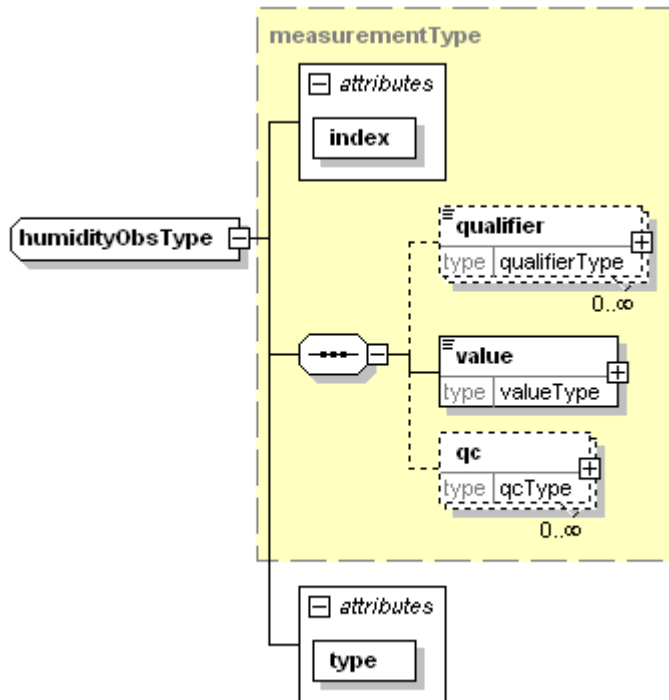 measurementType
attributes
index
humidityObsType
qualifier
type qualifierType
0..∞
value
type valueType
qc
type qcType
0..∞
attributes
type